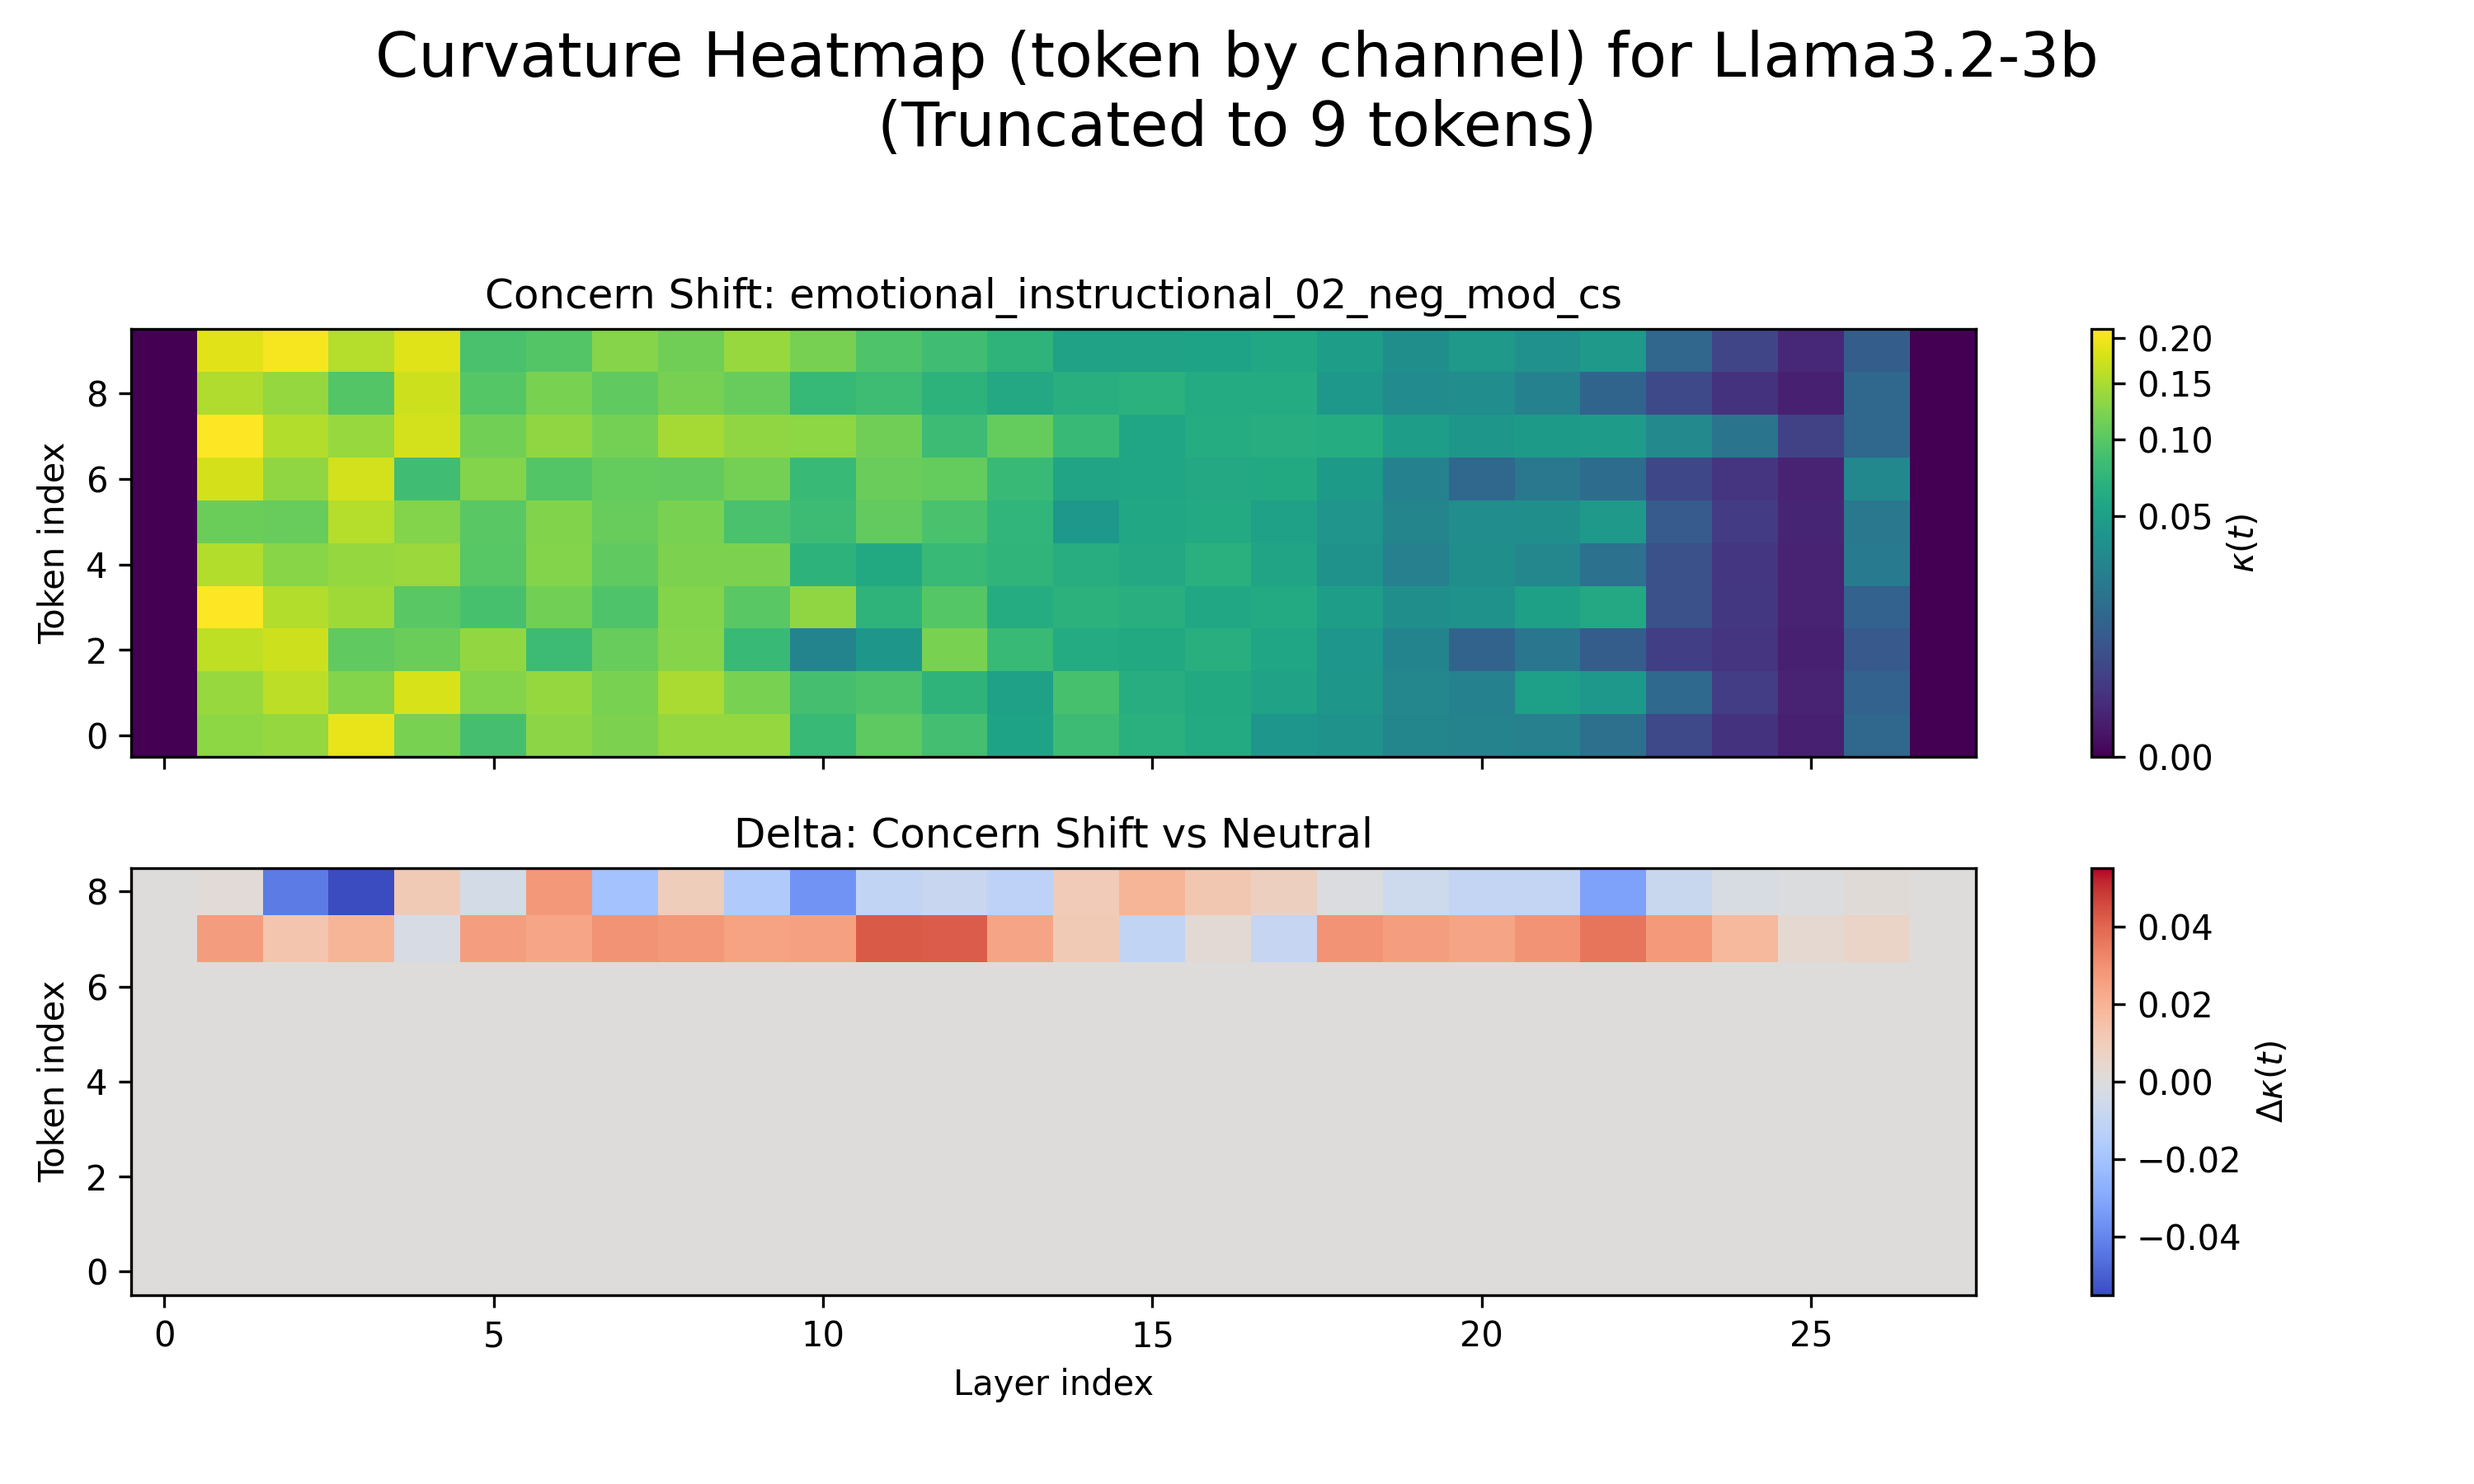 Curvature Heatmap (token by channel) for Llama3.2-3b
(Truncated to 9 tokens)
Concern Shift: emotional_instructional_02_neg_mod_cs
Token index
8
6
4
2
0
0.20
0.15
0.10
0.05
0.00
κ(t)
Delta: Concern Shift vs Neutral
Token index
8
6
4
2
0
0
5
10
15
20
25
Layer index
0.04
0.02
0.00
−0.02
−0.04
Δκ(t)